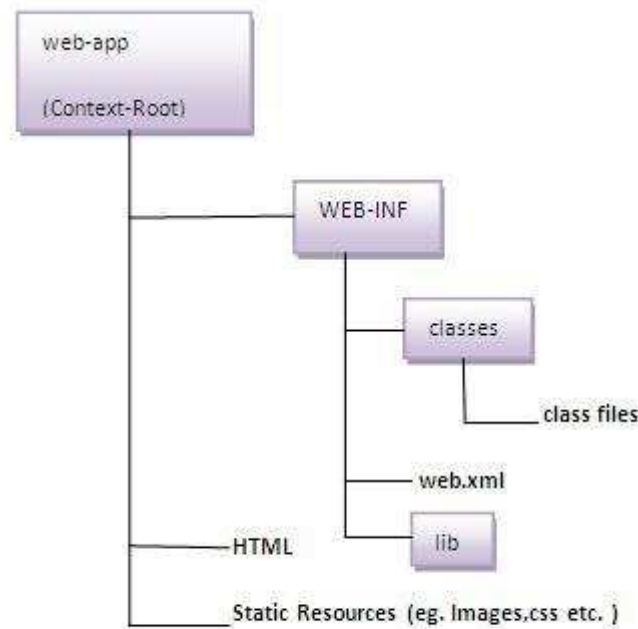 web-app
(Context-Root)
WEB-INF
classes
class files
web.xml
lib
HTML
Static Resources (eg. Images,css etc. )